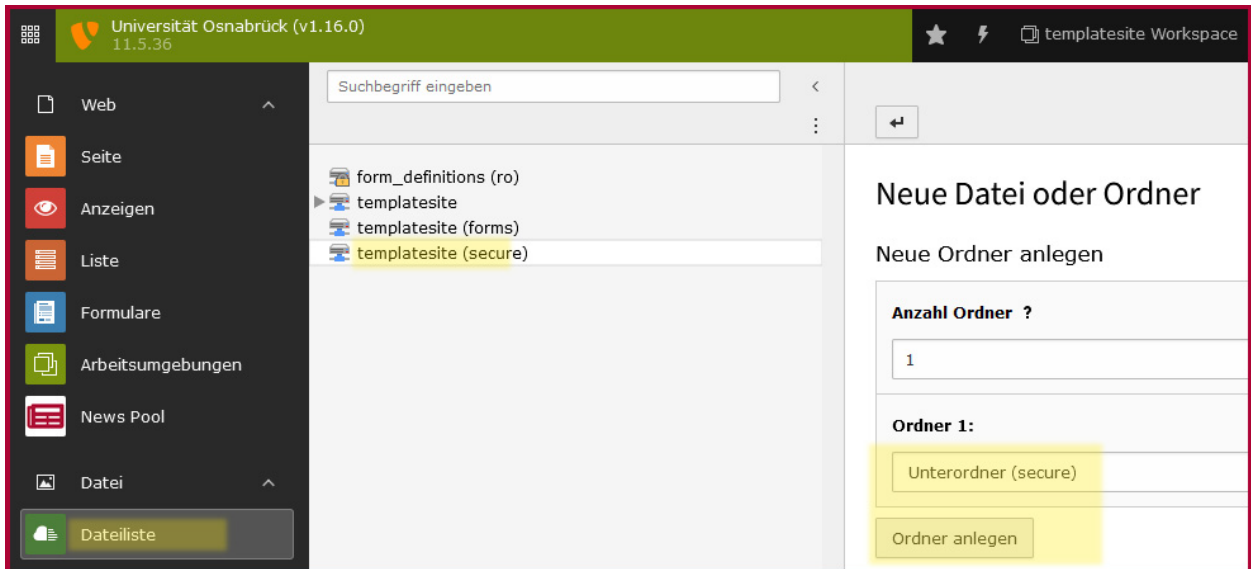 Universität Osnabrück (v1.16.0)
11.5.36
templatesite Workspace
Web
Seite
Anzeigen
Liste
Formulare
Arbeitsumgebungen
News Pool
Datei
Dateiliste
Suchbegriff eingeben
form_definitions (ro)
templatesite
templatesite (forms)
templatesite (secure)
Neue Datei oder Ordner
Neue Ordner anlegen
Anzahl Ordner ?
1
Ordner 1:
Unterordner (secure)
Ordner anlegen